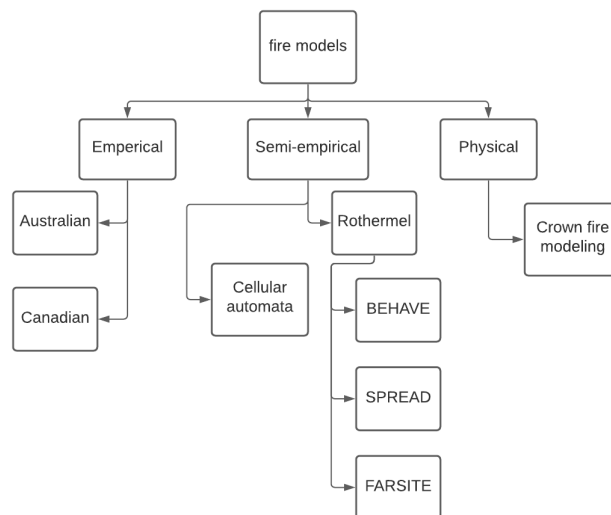 fire models
Emperical
Semi-empirical
Physical
Australian
Rothermel
Crown fire
modeling
Canadian
Cellular
automata
BEHAVE
SPREAD
FARSITE